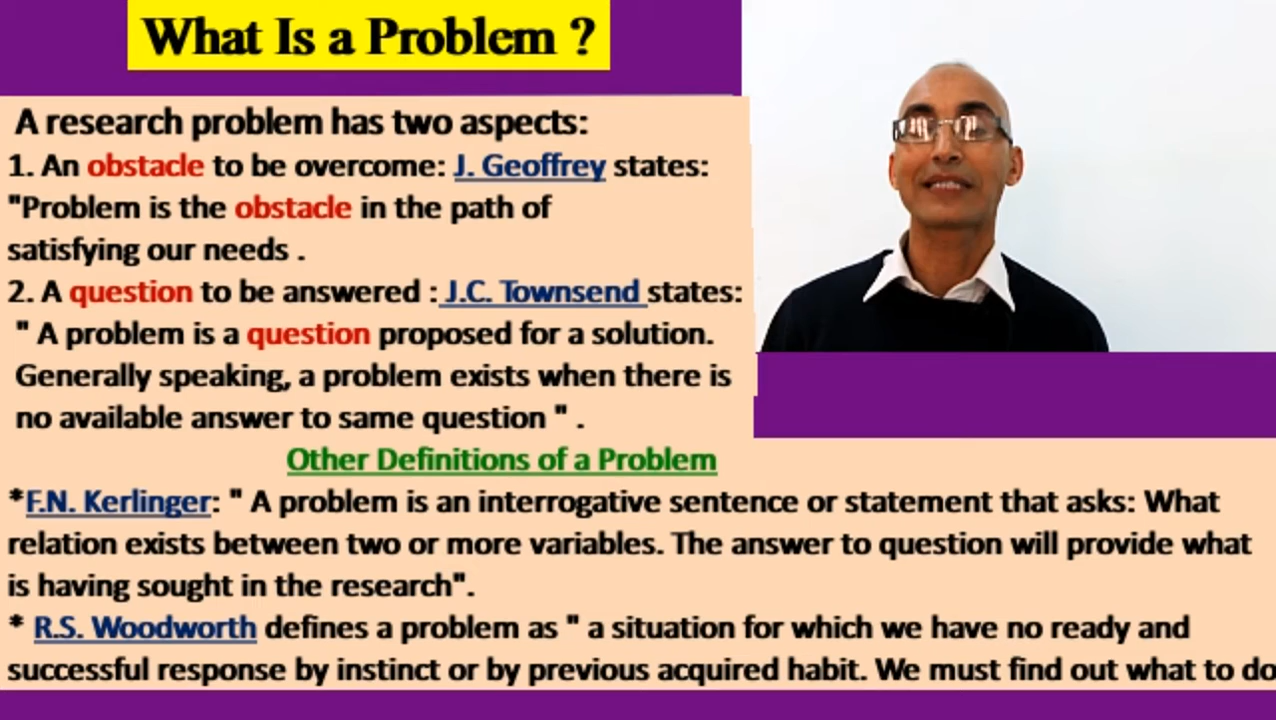 What Is a Problem ?
A research problem has two aspects:
1. An obstacle to be overcome: J. Geoffrey states:
"Problem is the obstacle in the path of
satisfying our needs .
2. A question to be answered : J.C. Townsend states:
" A problem is a question proposed for a solution.
Generally speaking, a problem exists when there is
no available answer to same question " .
Other Definitions of a Problem
*F.N. Kerlinger: " A problem is an interrogative sentence or statement that asks: What
relation exists between two or more variables. The answer to question will provide what
is having sought in the research".
* R.S. Woodworth defines a problem as " a situation for which we have no ready and
successful response by instinct or by previous acquired habit. We must find out what to do